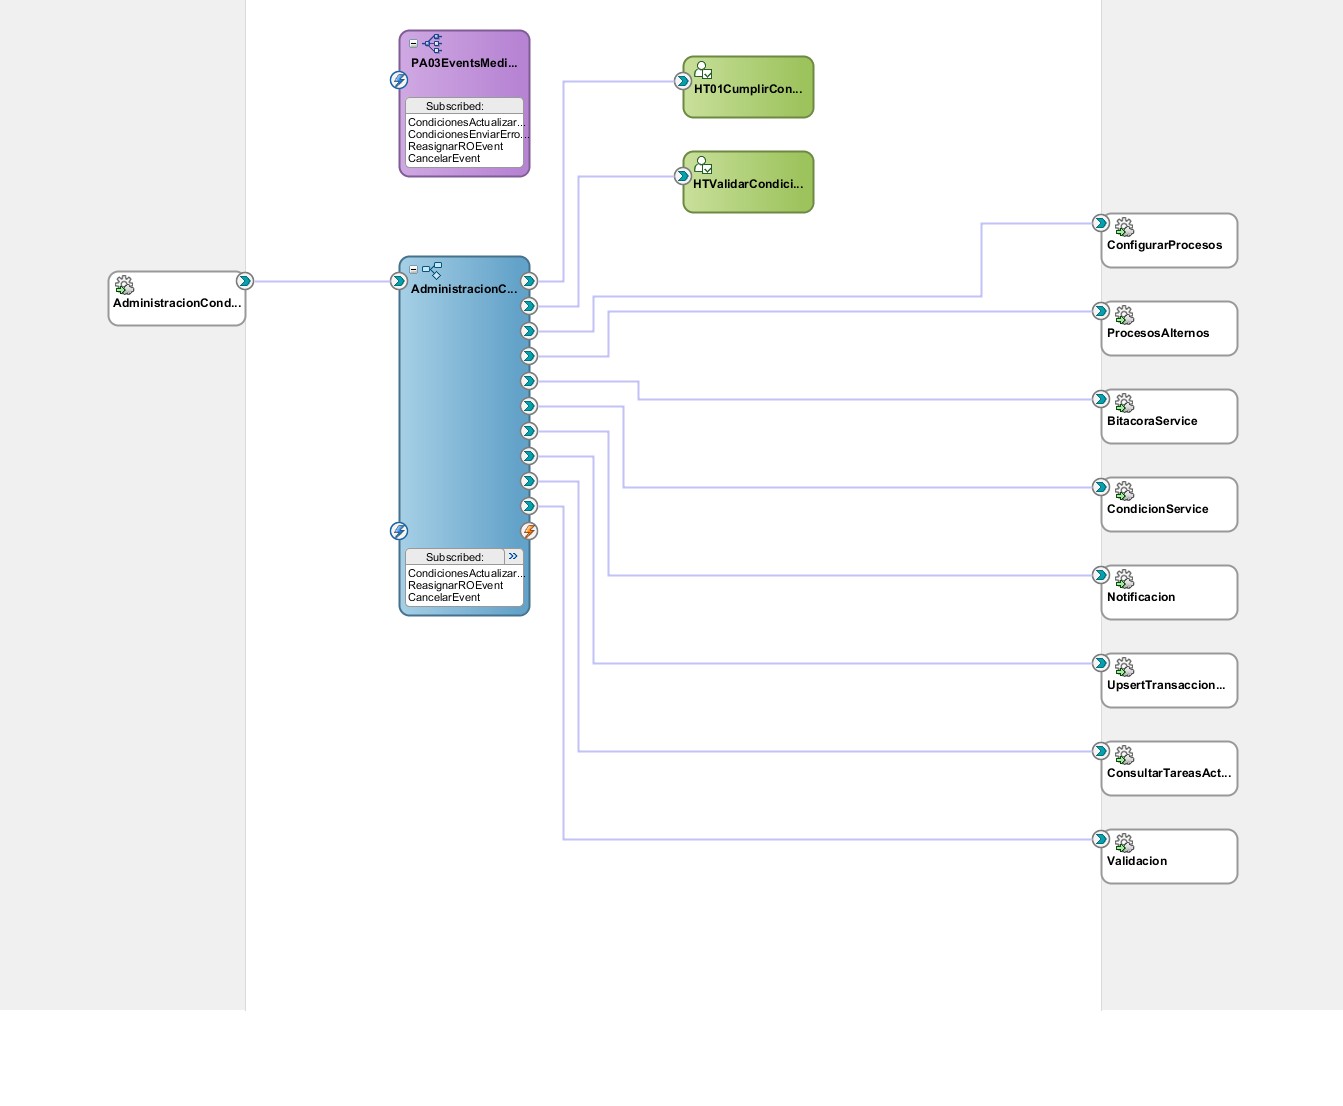 PA03EventsMedi...
Subscribed:
CondicionesActualizar...
CondicionesEnviarErro...
ReasignarROEvent
CancelarEvent
HT01CumplirCon...
HTValidarCondici...
AdministracionCond...
AdministracionC...
Subscribed:
CondicionesActualizar...
ReasignarROEvent
CancelarEvent
ConfigurarProcesos
ProcesosAlternos
BitacoraService
CondicionService
Notificacion
UpsertTransaccion...
ConsultarTareasAct...
Validacion